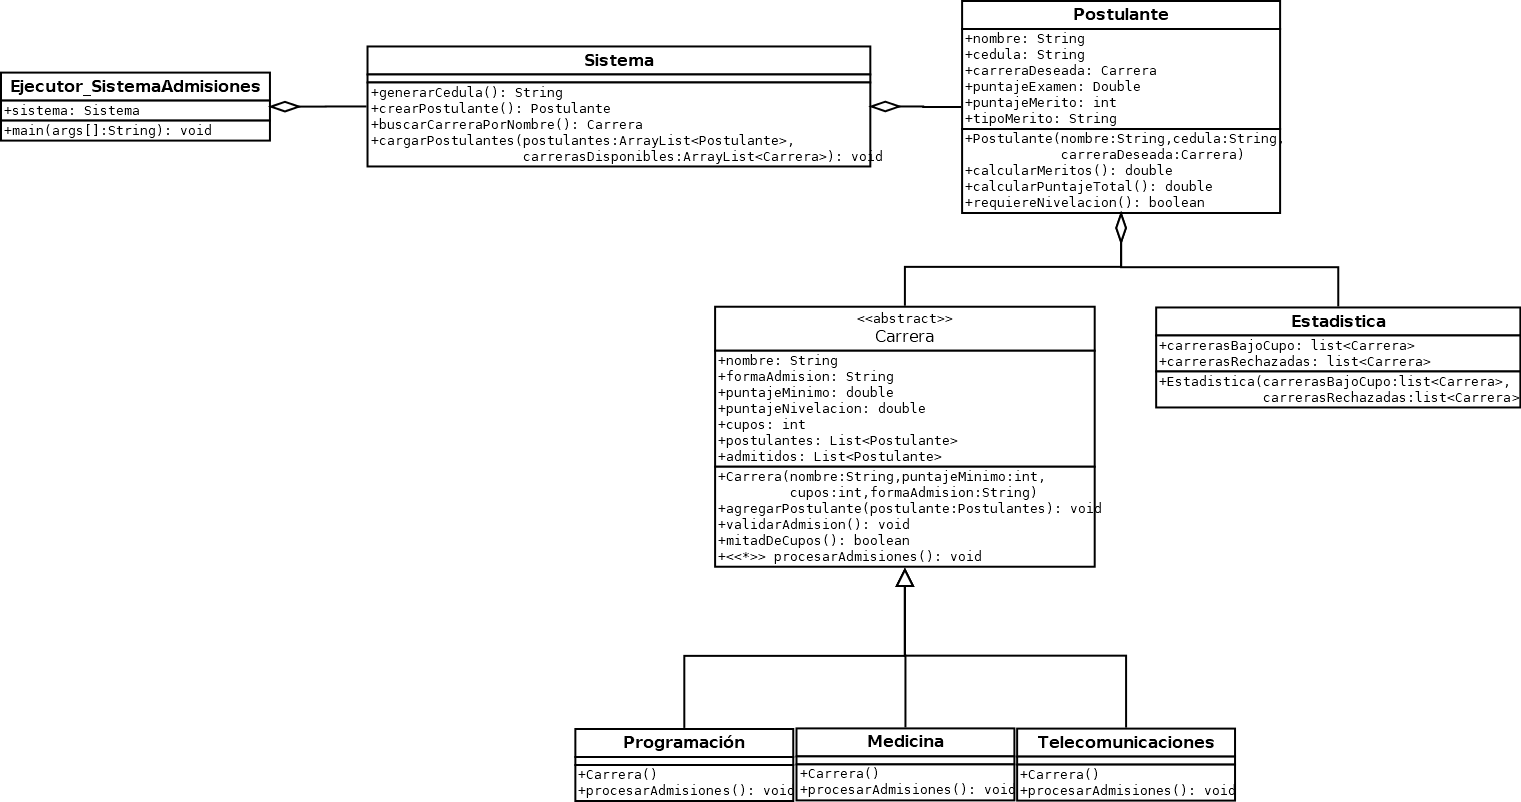 Ejecutor_SistemaAdmisiones
+sistema: Sistema
+main(args[]:String): void
Sistema
+generarCedula(): String
+crearPostulante(): Postulante
+buscarCarreraPorNombre(): Carrera
+cargarPostulantes(postulantes:ArrayList<Postulante>,
carrerasDisponibles:ArrayList<Carrera>): void
Postulante
+nombre: String
+cedula: String
+carreraDeseada: Carrera
+puntajeExamen: Double
+puntajeMerito: int
+tipoMerito: String
+Postulante(nombre:String,cedula:String,
carreraDeseada:Carrera)
+calcularMeritos(): double
+calcularPuntajeTotal(): double
+requiereNivelacion(): boolean
<<abstract>>
Carrera
+nombre: String
+formaAdmision: String
+puntajeMinimo: double
+puntajeNivelacion: double
+cupos: int
+postulantes: List<Postulante>
+admitidos: List<Postulante>
+Carrera(nombre:String,puntajeMinimo:int,
cupos:int,formaAdmision:String)
+agregarPostulante(postulante:Postulantes): void
+validarAdmision(): void
+mitadDeCupos(): boolean
+<<*>> procesarAdmisiones(): void
Estadistica
+carrerasBajoCupo: list<Carrera>
+carrerasRechazadas: list<Carrera>
+Estadistica(carrerasBajoCupo:list<Carrera>,
carrerasRechazadas:list<Carrera>
Programación
+Carrera()
+procesarAdmisiones(): void
Medicina
+Carrera()
+procesarAdmisiones(): void
Telecomunicaciones
+Carrera()
+procesarAdmisiones(): void